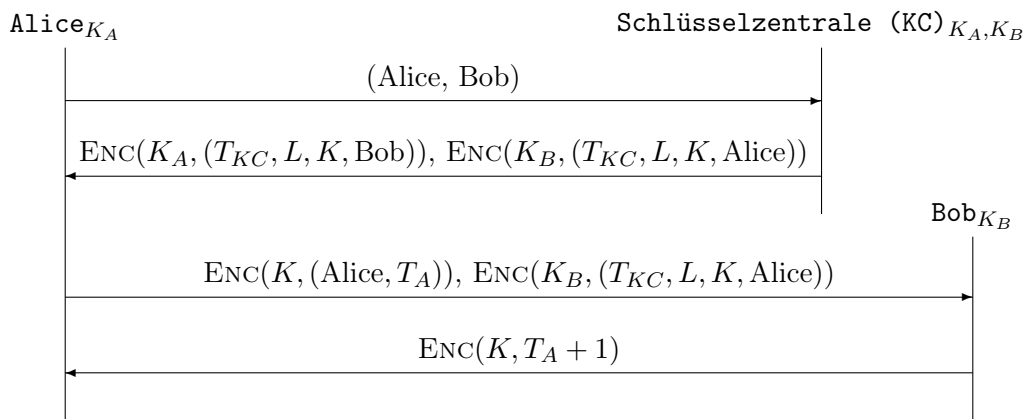 Alice_{K_A} Schlüsselzentrale (KC)_{K_A,K_B}
(Alice, Bob)
ENC(K_A, (T_{KC}, L, K, Bob)), ENC(K_B, (T_{KC}, L, K, Alice))
Bob_{K_B}
ENC(K, (Alice, T_A)), ENC(K_B, (T_{KC}, L, K, Alice))
ENC(K, T_A + 1)